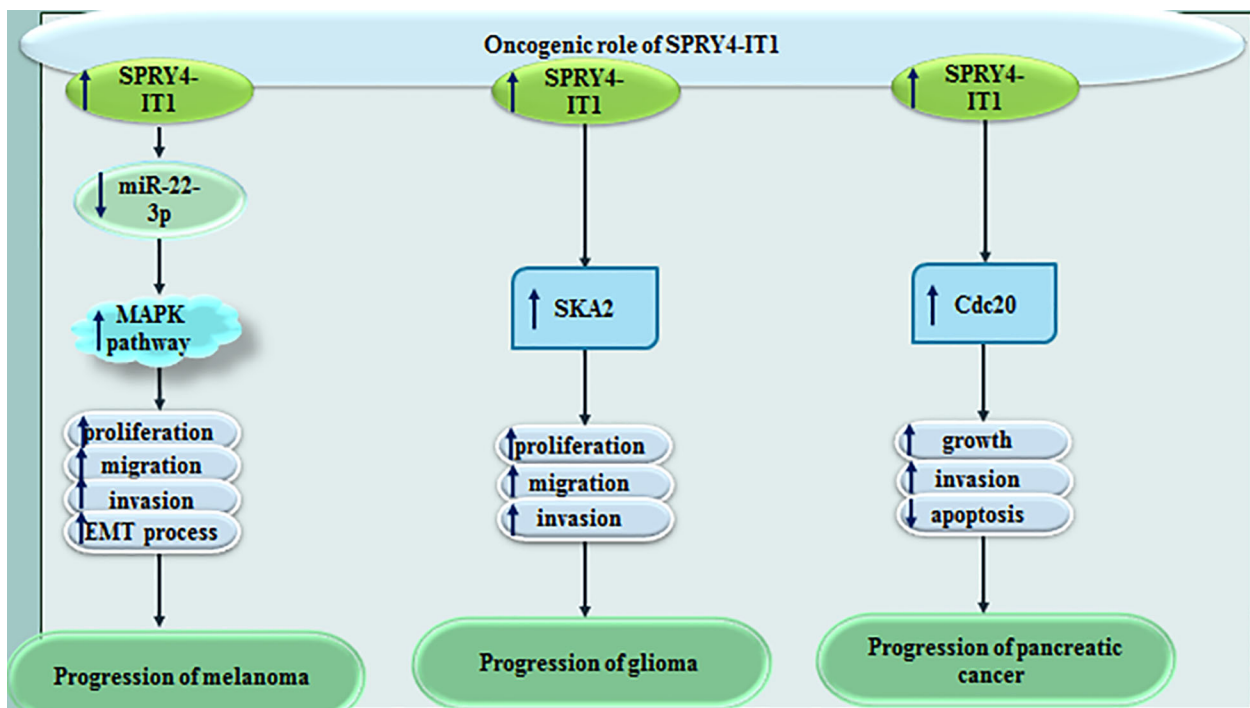 Oncogenic role of SPRY4-IT1
SPRY4-
IT1
miR-22-
3p
MAPK
pathway
proliferation
migration
invasion
EMT process
Progression of melanoma
SPRY4-
IT1
SKA2
proliferation
migration
invasion
Progression of glioma
SPRY4-
IT1
Cdc20
growth
invasion
apoptosis
Progression of pancreatic
cancer